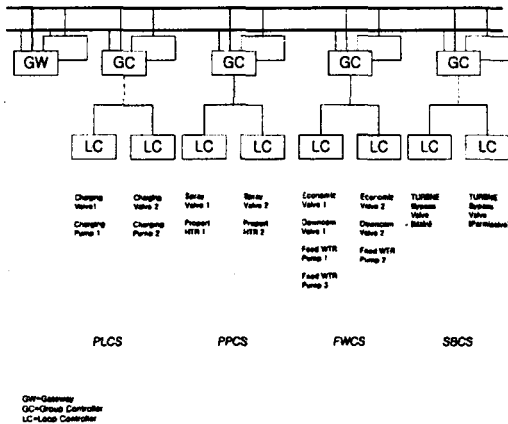 GW GC GC GC GC
LC LC LC LC LC LC LC LC
Charging Valve 1
Charging Pump 1
Charging Valve 2
Charging Pump 2
Spray Valve 1
Propart HTR 1
Spray Valve 2
Propart HTR 2
Economic Valve 1
Downcom Valve 1
Feed WTR Pump 1
Feed WTR Pump 3
Economic Valve 2
Downcom Valve 2
Feed WTR Pump 2
TURBINE Bypass Valve
TURBINE Bypass Valve (Permissive)
PLCS PPCS FWCS SBCS
GW=Gateway
GC=Group Controller
LC=Loop Controller